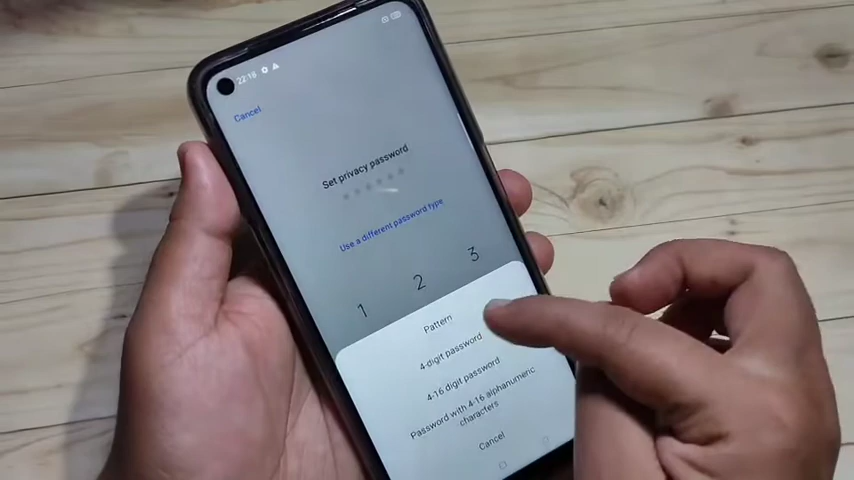 22:18
Cancel
Set privacy password
Use a different password type
1 2 3
Pattern
4-digit password
4-16 digit password
Password with 4-16 alphanumeric
characters
Cancel